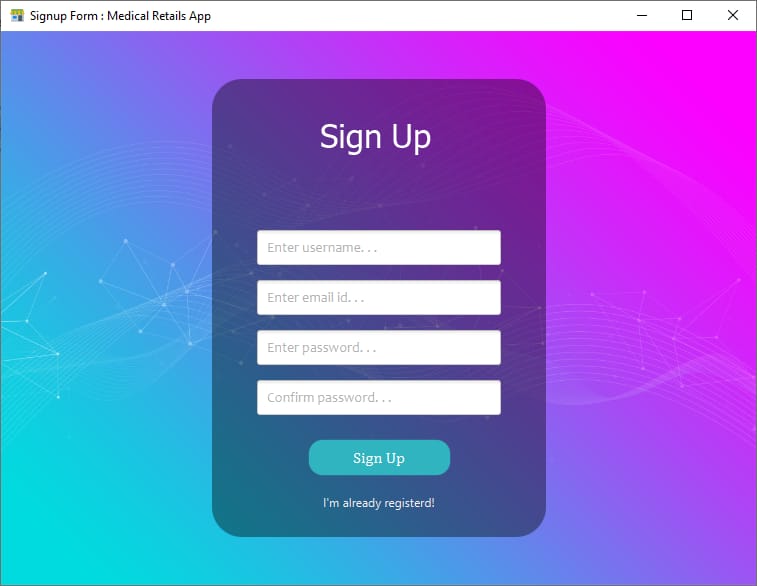 Signup Form : Medical Retails App
Sign Up
Enter username. . .
Enter email id. . .
Enter password. . .
Confirm password. . .
Sign Up
I'm already registerd!